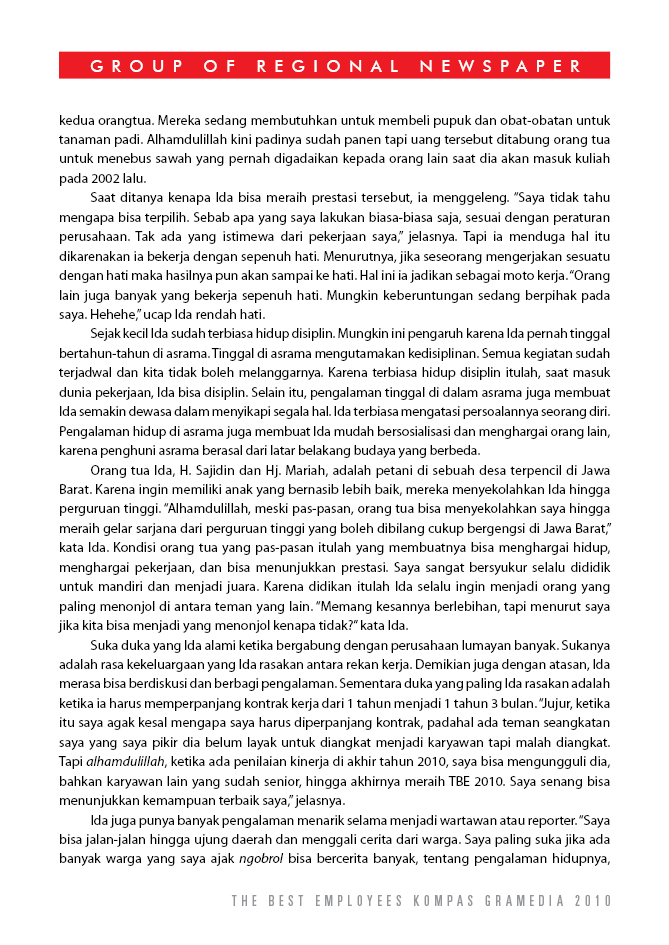 GROUP OF REGIONAL NEWSPAPER
kedua orangtua. Mereka sedang membutuhkan untuk membeli pupuk dan obat-obatan untuk
tanaman padi. Alhamdulillah kini padinya sudah panen tapi uang tersebut ditabung orang tua
untuk menebus sawah yang pernah digadaikan kepada orang lain saat dia akan masuk kuliah
pada 2002 lalu.
Saat ditanya kenapa Ida bisa meraih prestasi tersebut, ia menggeleng. “Saya tidak tahu
mengapa bisa terpilih. Sebab apa yang saya lakukan biasa-biasa saja, sesuai dengan peraturan
perusahaan. Tak ada yang istimewa dari pekerjaan saya,” jelasnya. Tapi ia menduga hal itu
dikarenakan ia bekerja dengan sepenuh hati. Menurutnya, jika seseorang mengerjakan sesuatu
dengan hati maka hasilnya pun akan sampai ke hati. Hal ini ia jadikan sebagai moto kerja. “Orang
lain juga banyak yang bekerja sepenuh hati. Mungkin keberuntungan sedang berpihak pada
saya. Hehehe,” ucap Ida rendah hati.
Sejak kecil Ida sudah terbiasa hidup disiplin. Mungkin ini pengaruh karena Ida pernah tinggal
bertahun-tahun di asrama. Tinggal di asrama mengutamakan kedisiplinan. Semua kegiatan sudah
terjadwal dan kita tidak boleh melanggarnya. Karena terbiasa hidup disiplin itulah, saat masuk
dunia pekerjaan, Ida bisa disiplin. Selain itu, pengalaman tinggal di dalam asrama juga membuat
Ida semakin dewasa dalam menyikapi segala hal. Ida terbiasa mengatasi persoalannya seorang diri.
Pengalaman hidup di asrama juga membuat Ida mudah bersosialisasi dan menghargai orang lain,
karena penghuni asrama berasal dari latar belakang budaya yang berbeda.
Orang tua Ida, H. Sajidin dan Hj. Mariah, adalah petani di sebuah desa terpencil di Jawa
Barat. Karena ingin memiliki anak yang bernasib lebih baik, mereka menyekolahkan Ida hingga
perguruan tinggi. “Alhamdulillah, meski pas-pasan, orang tua bisa menyekolahkan saya hingga
meraih gelar sarjana dari perguruan tinggi yang boleh dibilang cukup bergengsi di Jawa Barat,”
kata Ida. Kondisi orang tua yang pas-pasan itulah yang membuatnya bisa menghargai hidup,
menghargai pekerjaan, dan bisa menunjukkan prestasi. Saya sangat bersyukur selalu dididik
untuk mandiri dan menjadi juara. Karena didikan itulah Ida selalu ingin menjadi orang yang
paling menonjol di antara teman yang lain. “Memang kesannya berlebihan, tapi menurut saya
jika kita bisa menjadi yang menonjol kenapa tidak?” kata Ida.
Suka duka yang Ida alami ketika bergabung dengan perusahaan lumayan banyak. Sukanya
adalah rasa kekeluargaan yang Ida rasakan antara rekan kerja. Demikian juga dengan atasan, Ida
merasa bisa berdiskusi dan berbagi pengalaman. Sementara duka yang paling Ida rasakan adalah
ketika ia harus memperpanjang kontrak kerja dari 1 tahun menjadi 1 tahun 3 bulan. “Jujur, ketika
itu saya agak kesal mengapa saya harus diperpanjang kontrak, padahal ada teman seangkatan
saya yang saya pikir dia belum layak untuk diangkat menjadi karyawan tapi malah diangkat.
Tapi alhamdulillah, ketika ada penilaian kinerja di akhir tahun 2010, saya bisa mengungguli dia,
bahkan karyawan lain yang sudah senior, hingga akhirnya meraih TBE 2010. Saya senang bisa
menunjukkan kemampuan terbaik saya,” jelasnya.
Ida juga punya banyak pengalaman menarik selama menjadi wartawan atau reporter. “Saya
bisa jalan-jalan hingga ujung daerah dan menggali cerita dari warga. Saya paling suka jika ada
banyak warga yang saya ajak ngobrol bisa bercerita banyak, tentang pengalaman hidupnya,
THE BEST EMPLOYEES KOMPAS GRAMEDIA 2010